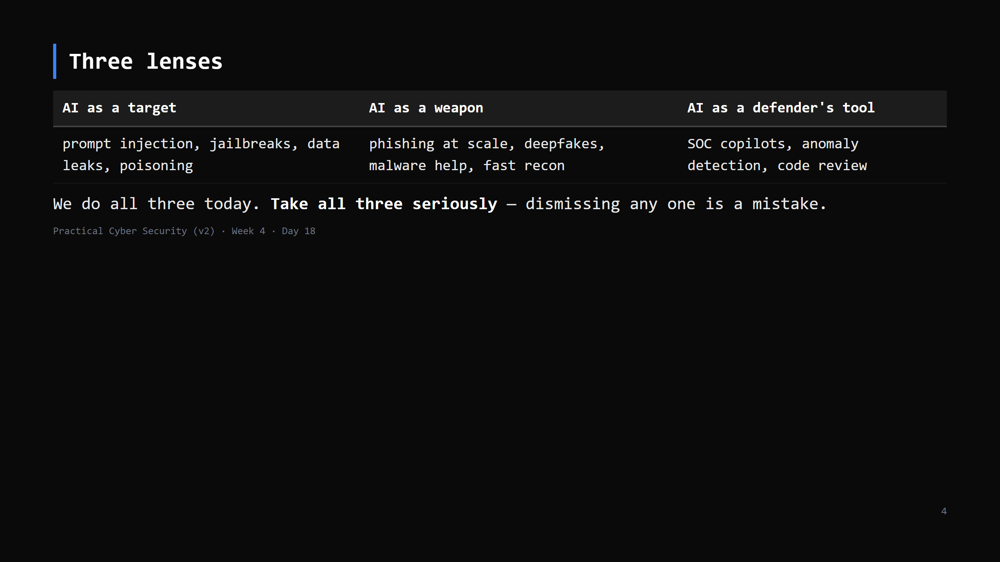 Three lenses
AI as a target
AI as a weapon
AI as a defender's tool
prompt injection, jailbreaks, data
leaks, poisoning
phishing at scale, deepfakes,
malware help, fast recon
SOC copilots, anomaly
detection, code review
We do all three today. Take all three seriously — dismissing any one is a mistake.
Practical Cyber Security (v2) · Week 4 · Day 18
4